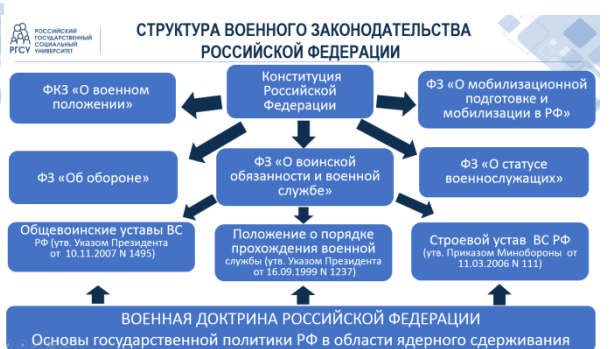 РОССИЙСКИЙ
ГОСУДАРСТВЕННЫЙ
СОЦИАЛЬНЫЙ
УНИВЕРСИТЕТ
РГСУ
СТРУКТУРА ВОЕННОГО ЗАКОНОДАТЕЛЬСТВА
РОССИЙСКОЙ ФЕДЕРАЦИИ
ФКЗ «О военном
положении»
Конституция
Российской
Федерации
ФЗ «О мобилизационной
подготовке и
мобилизации в РФ»
ФЗ «Об обороне»
ФЗ «О воинской
обязанности и военной
службе»
ФЗ «О статусе
военнослужащих»
Общевоинские уставы ВС
РФ (утв. Указом Президента
от 10.11.2007 N 1495)
Положение о порядке
прохождения военной
службы (утв. Указом Президента
от 16.09.1999 N 1237)
Строевой устав ВС РФ
(утв. Приказом Минобороны от
11.03.2006 N 111)
ВОЕННАЯ ДОКТРИНА РОССИЙСКОЙ ФЕДЕРАЦИИ
Основы государственной политики РФ в области ядерного сдерживания